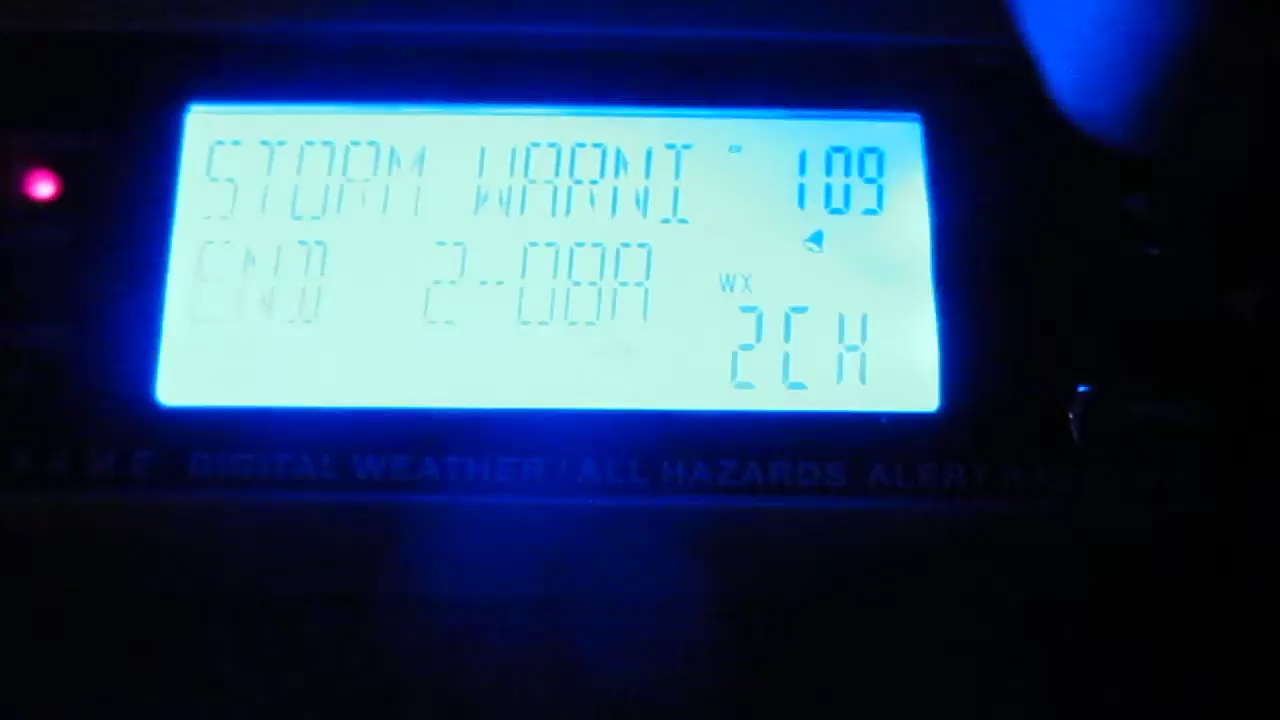 STORM WARNI 109
END 2-08A
WX
2CH
S.A.M.E. DIGITAL WEATHER / ALL HAZARDS ALERT